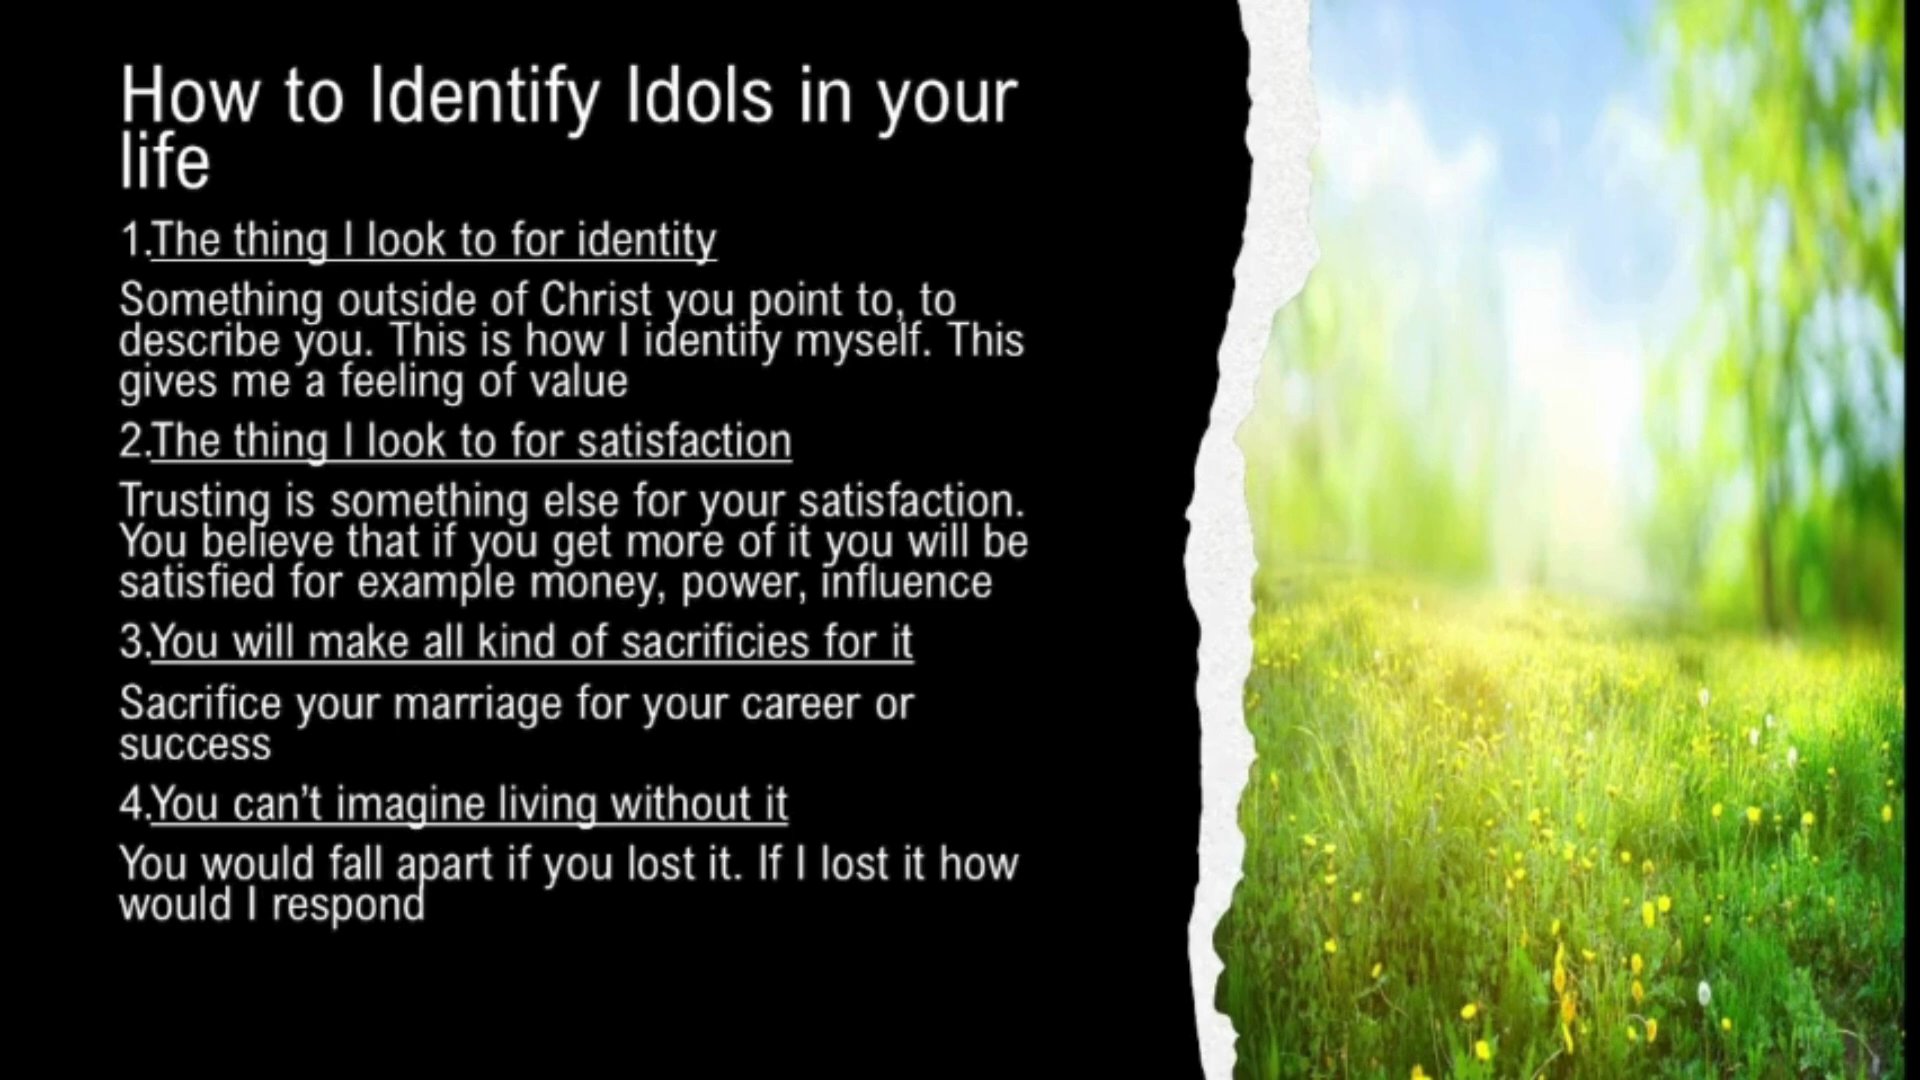 How to Identify Idols in your
life
1.The thing I look to for identity
Something outside of Christ you point to, to
describe you. This is how I identify myself. This
gives me a feeling of value
2.The thing I look to for satisfaction
Trusting is something else for your satisfaction.
You believe that if you get more of it you will be
satisfied for example money, power, influence
3.You will make all kind of sacrificies for it
Sacrifice your marriage for your career or
success
4.You can’t imagine living without it
You would fall apart if you lost it. If I lost it how
would I respond